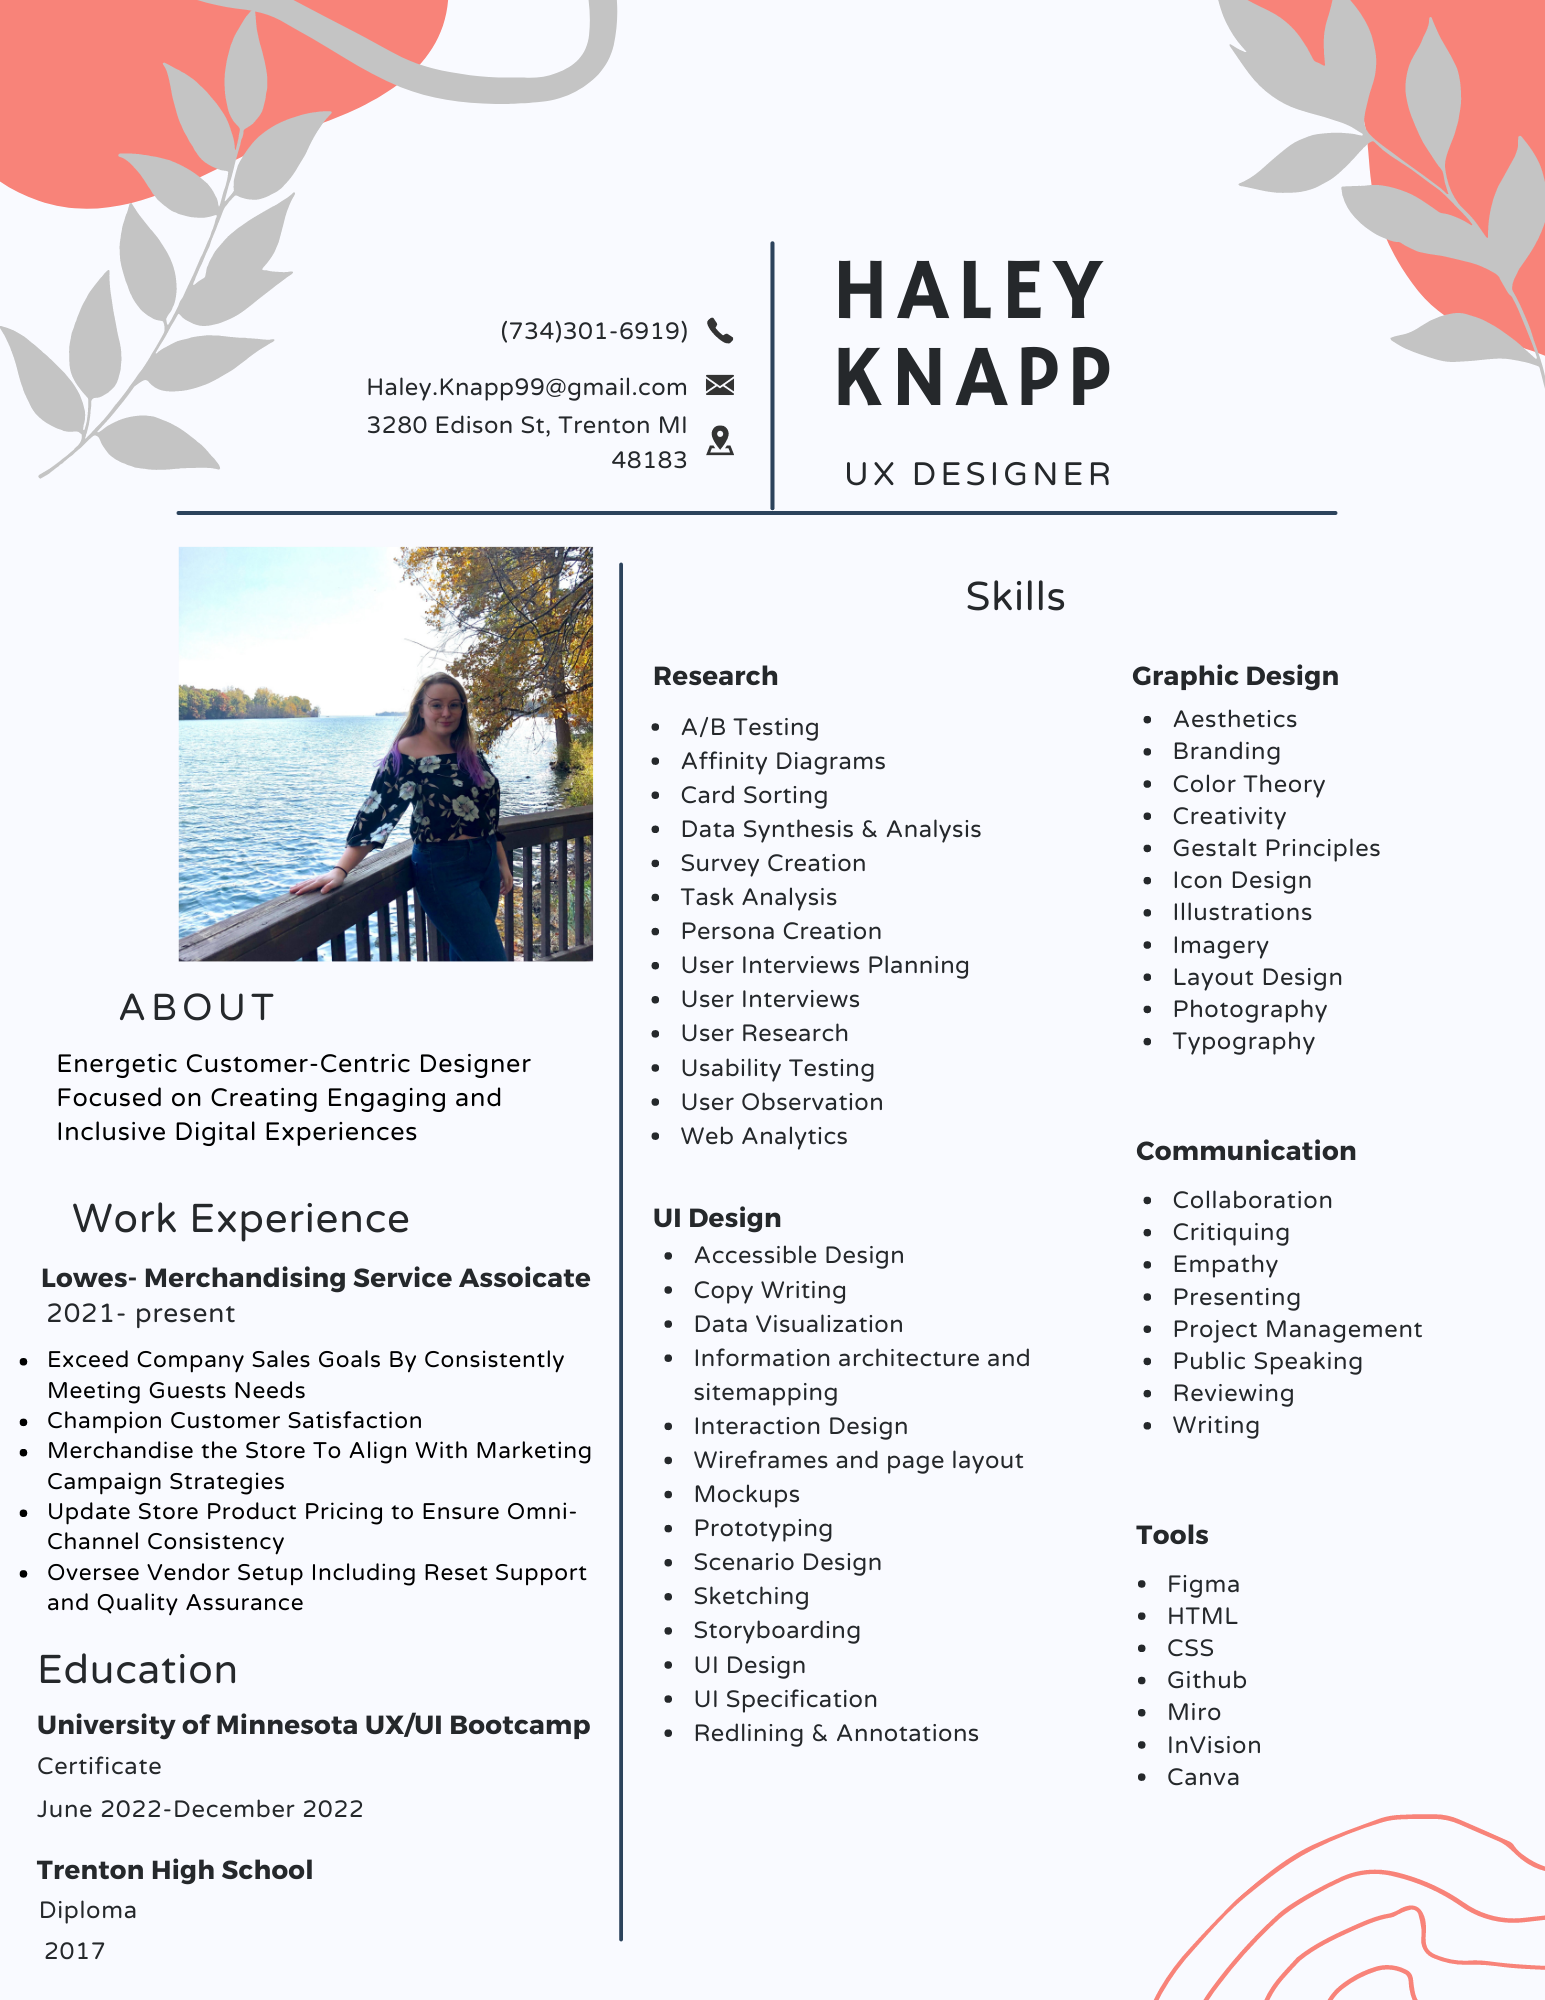 (734)301-6919)
Haley.Knapp99@gmail.com
3280 Edison St, Trenton MI
48183
HALEY
KNAPP
UX DESIGNER
ABOUT
Energetic Customer-Centric Designer
Focused on Creating Engaging and
Inclusive Digital Experiences
Work Experience
Lowes- Merchandising Service Assoicate
2021- present
• Exceed Company Sales Goals By Consistently
Meeting Guests Needs
• Champion Customer Satisfaction
• Merchandise the Store To Align With Marketing
Campaign Strategies
• Update Store Product Pricing to Ensure Omni-
Channel Consistency
• Oversee Vendor Setup Including Reset Support
and Quality Assurance
Education
University of Minnesota UX/UI Bootcamp
Certificate
June 2022-December 2022
Trenton High School
Diploma
2017
Skills
Research
• A/B Testing
• Affinity Diagrams
• Card Sorting
• Data Synthesis & Analysis
• Survey Creation
• Task Analysis
• Persona Creation
• User Interviews Planning
• User Interviews
• User Research
• Usability Testing
• User Observation
• Web Analytics
UI Design
• Accessible Design
• Copy Writing
• Data Visualization
• Information architecture and
sitemapping
• Interaction Design
• Wireframes and page layout
• Mockups
• Prototyping
• Scenario Design
• Sketching
• Storyboarding
• UI Design
• UI Specification
• Redlining & Annotations
Graphic Design
• Aesthetics
• Branding
• Color Theory
• Creativity
• Gestalt Principles
• Icon Design
• Illustrations
• Imagery
• Layout Design
• Photography
• Typography
Communication
• Collaboration
• Critiquing
• Empathy
• Presenting
• Project Management
• Public Speaking
• Reviewing
• Writing
Tools
• Figma
• HTML
• CSS
• Github
• Miro
• InVision
• Canva